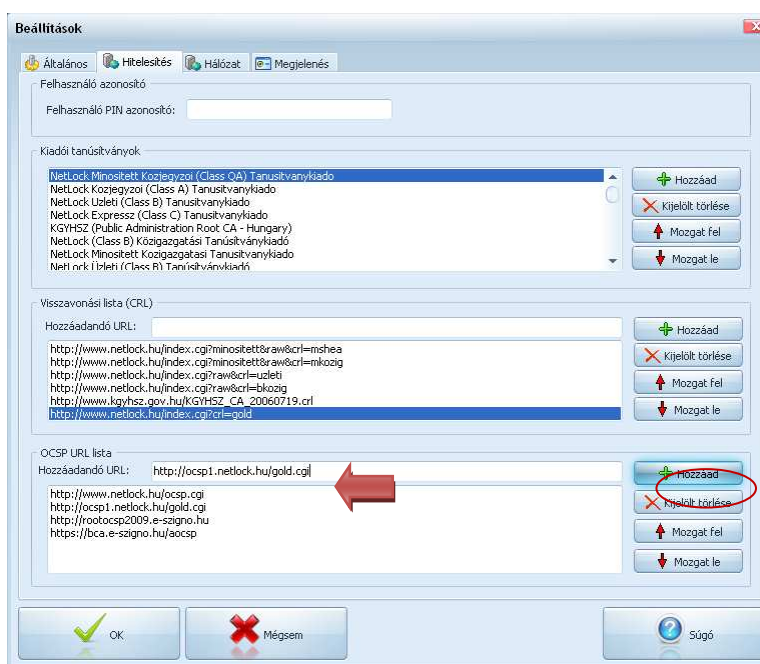 Beállítások
Általános
Hitelesítés
Hálózat
Megjelenés
Felhasználó azonosító
Felhasználó PIN azonosító:
Kiadói tanúsítványok
NetLock Minositett Kozjegyzoi (Class QA) Tanusitvanykiado
NetLock Kozjegyzoi (Class A) Tanusitvanykiado
NetLock Uzleti (Class B) Tanusitvanykiado
NetLock Expressz (Class C) Tanusitvanykiado
KGYHSZ (Public Administration Root CA - Hungary)
NetLock (Class B) Közigazgatási Tanúsítványkiadó
NetLock Minositett Kozigazgatasi Tanusitvanykiado
NetLock Üzleti (Class B) Tanúsítványkiadó
Hozzáad
Kijelölt törlése
Mozgat fel
Mozgat le
Visszavonási lista (CRL)
Hozzáadandó URL:
http://www.netlock.hu/index.cgi?minositett&raw&crl=mshea
http://www.netlock.hu/index.cgi?minositett&raw&crl=mkozig
http://www.netlock.hu/index.cgi?raw&crl=uzleti
http://www.netlock.hu/index.cgi?raw&crl=bkozig
http://www.kgyhsz.gov.hu/KGYHSZ_CA_20060719.crl
http://www.netlock.hu/index.cgi?crl=gold
Hozzáad
Kijelölt törlése
Mozgat fel
Mozgat le
OCSP URL lista
Hozzáadandó URL: http://ocsp1.netlock.hu/gold.cgi
http://www.netlock.hu/ocsp.cgi
http://ocsp1.netlock.hu/gold.cgi
http://rootocsp2009.e-szigno.hu
https://bca.e-szigno.hu/aocsp
Hozzáad
Kijelölt törlése
Mozgat fel
Mozgat le
OK
Mégsem
Súgó